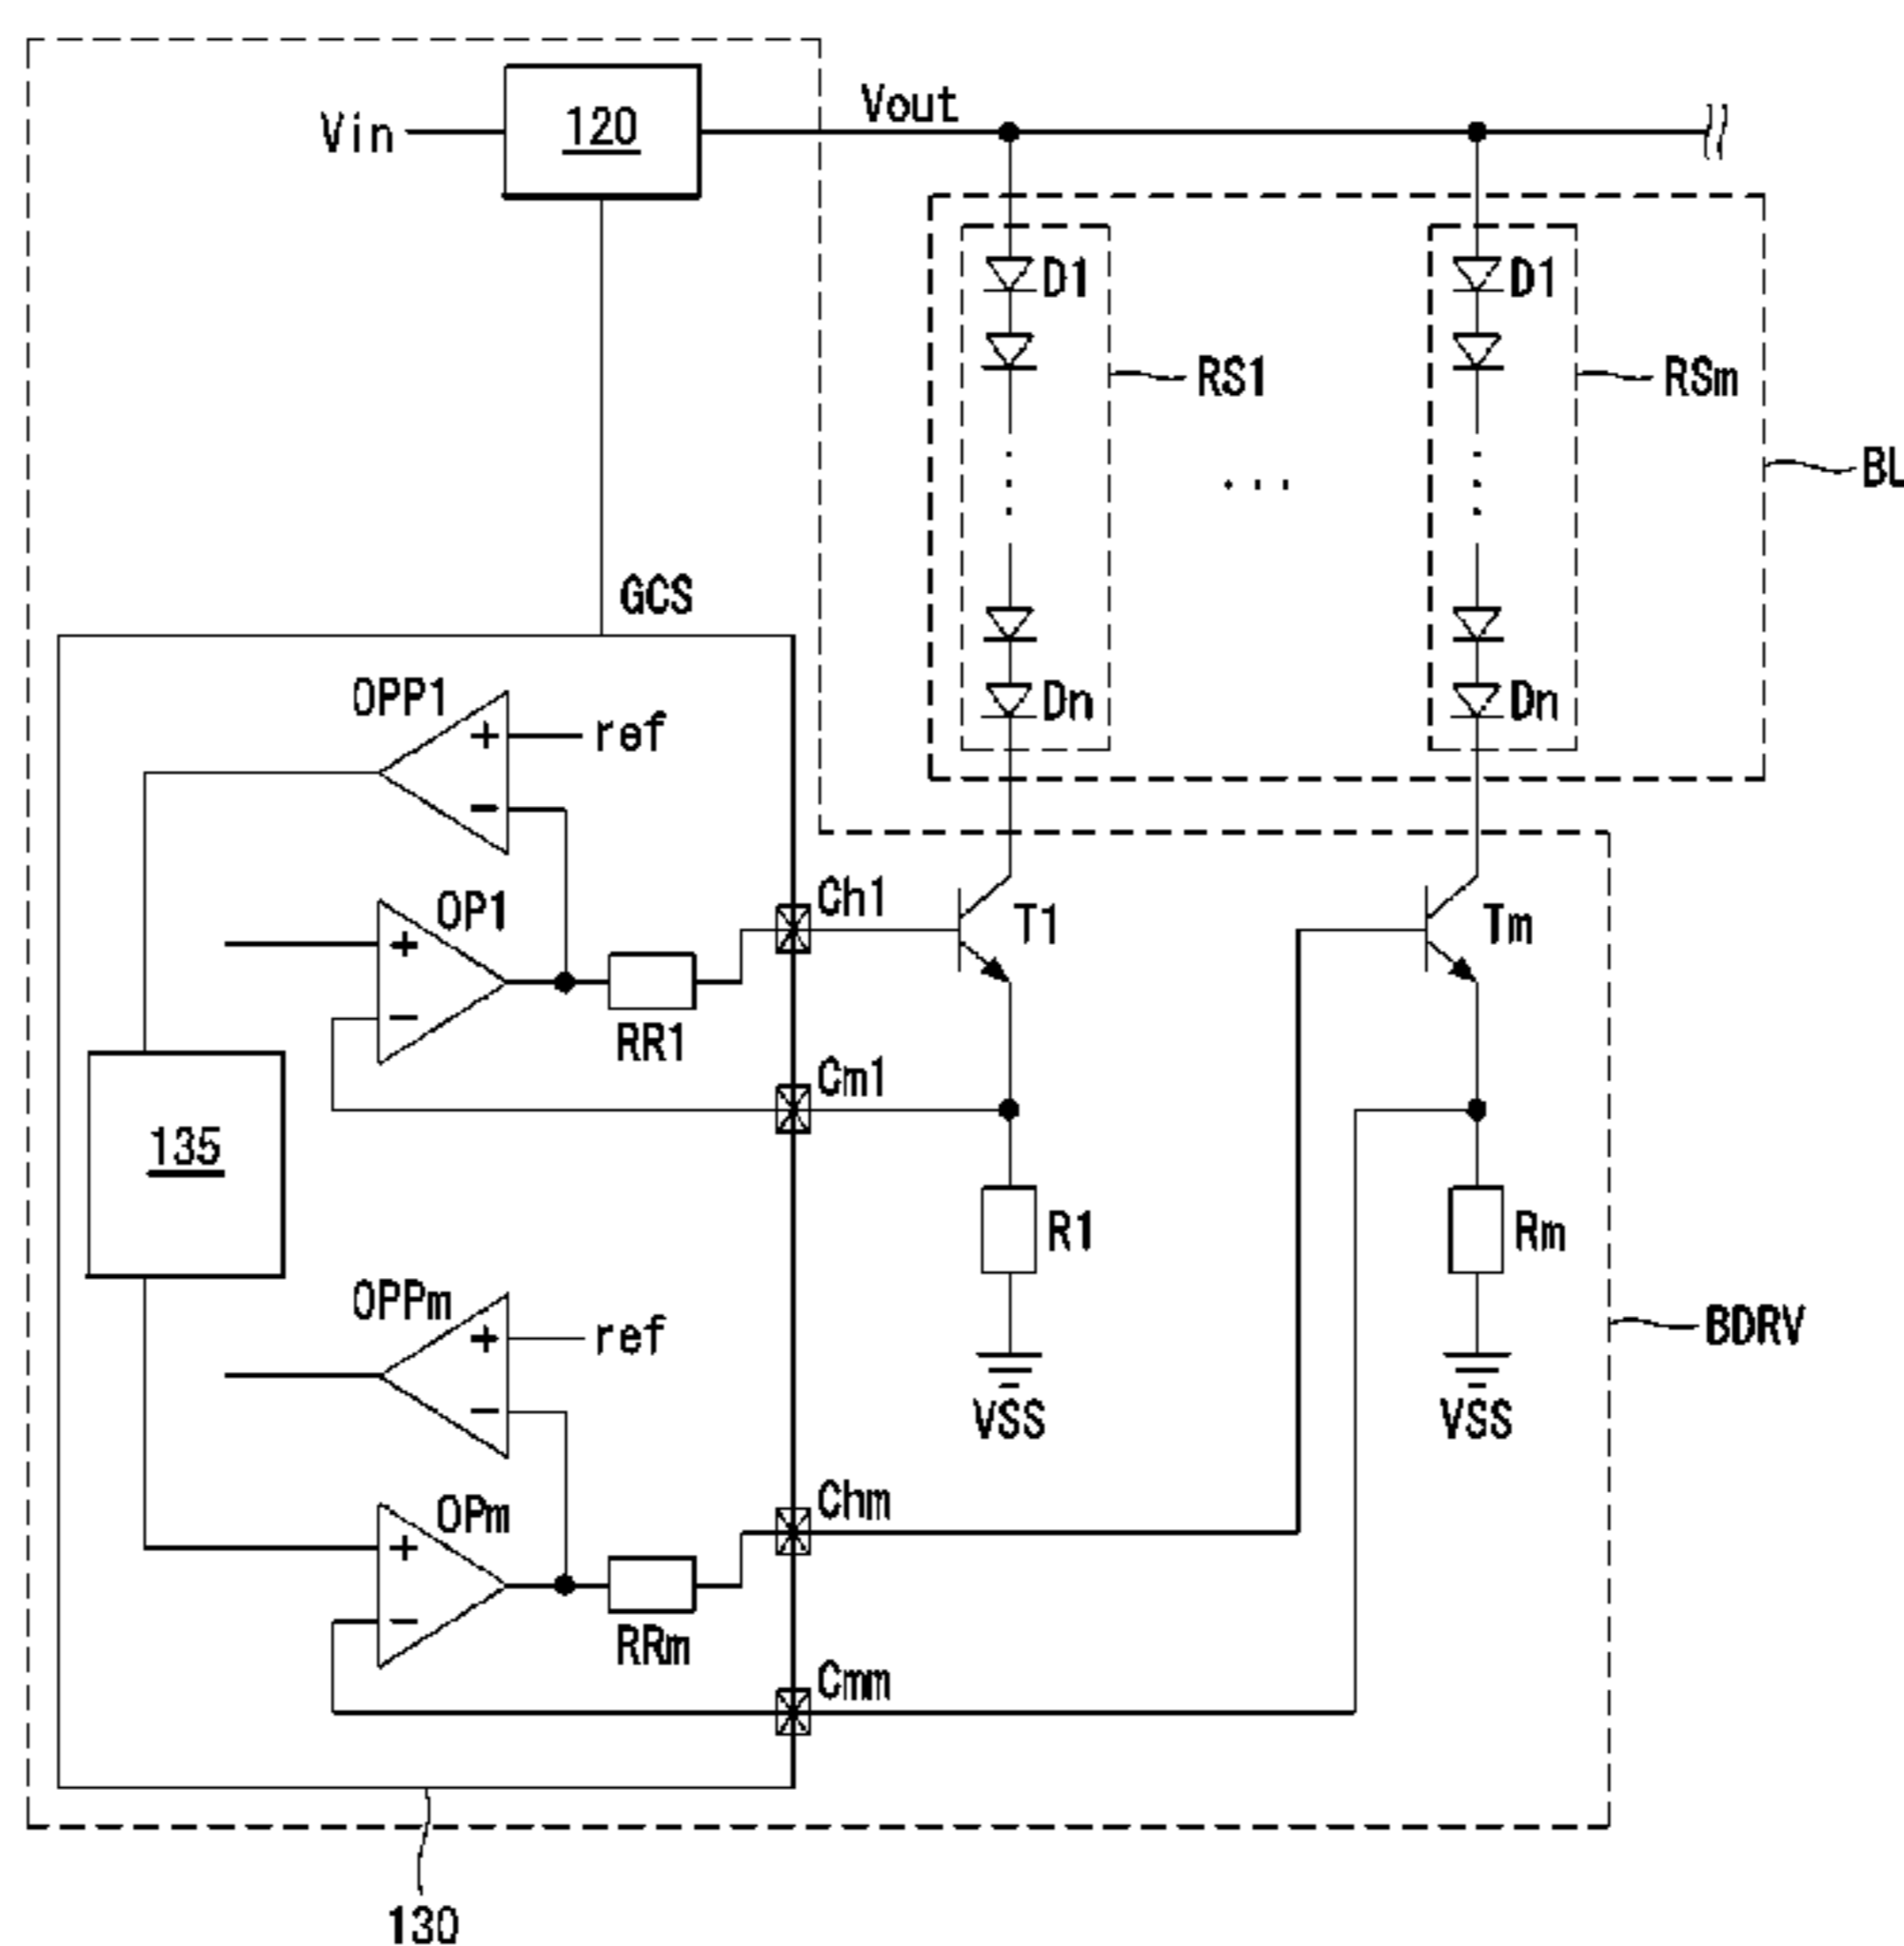 Vin
120
Vout
D1
D1
RS1
RSm
BL
GCS
Dn
Dn
OPP1
+
ref
-
OP1
+
-
RR1
Ch1
T1
Tm
Cm1
135
R1
Rm
OPPm
+
ref
-
BDRV
VSS
VSS
OPm
+
-
RRm
Chm
Cmm
130